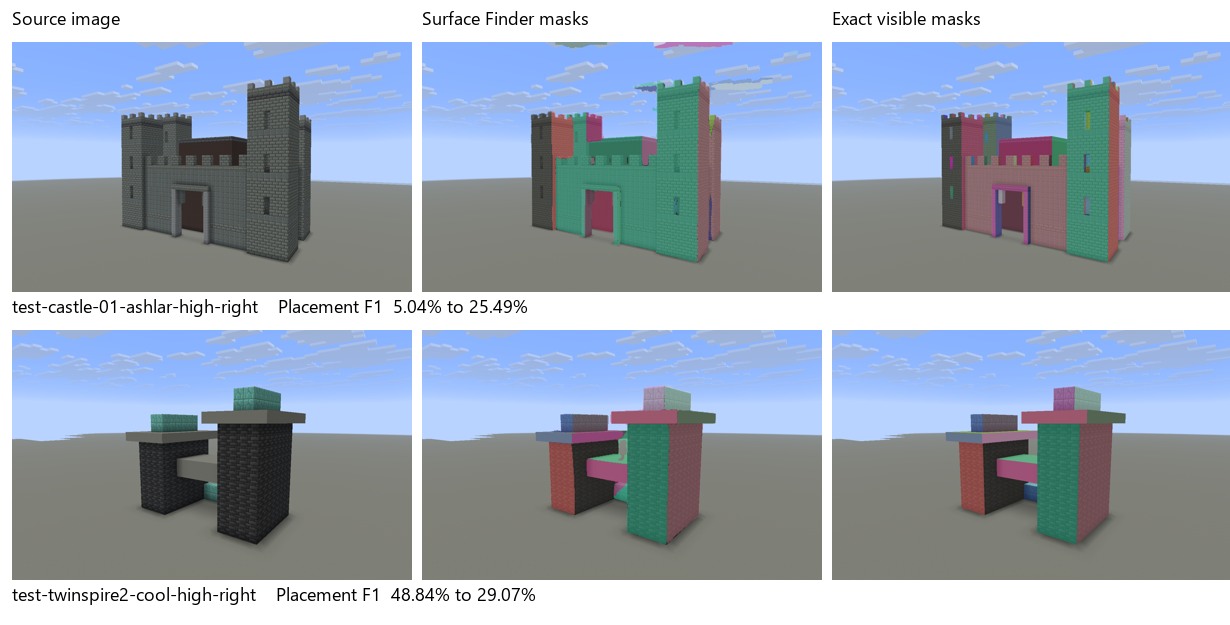 Source image
Surface Finder masks
Exact visible masks
test-castle-01-ashlar-high-right    Placement F1  5.04% to 25.49%
test-twinspire2-cool-high-right    Placement F1  48.84% to 29.07%